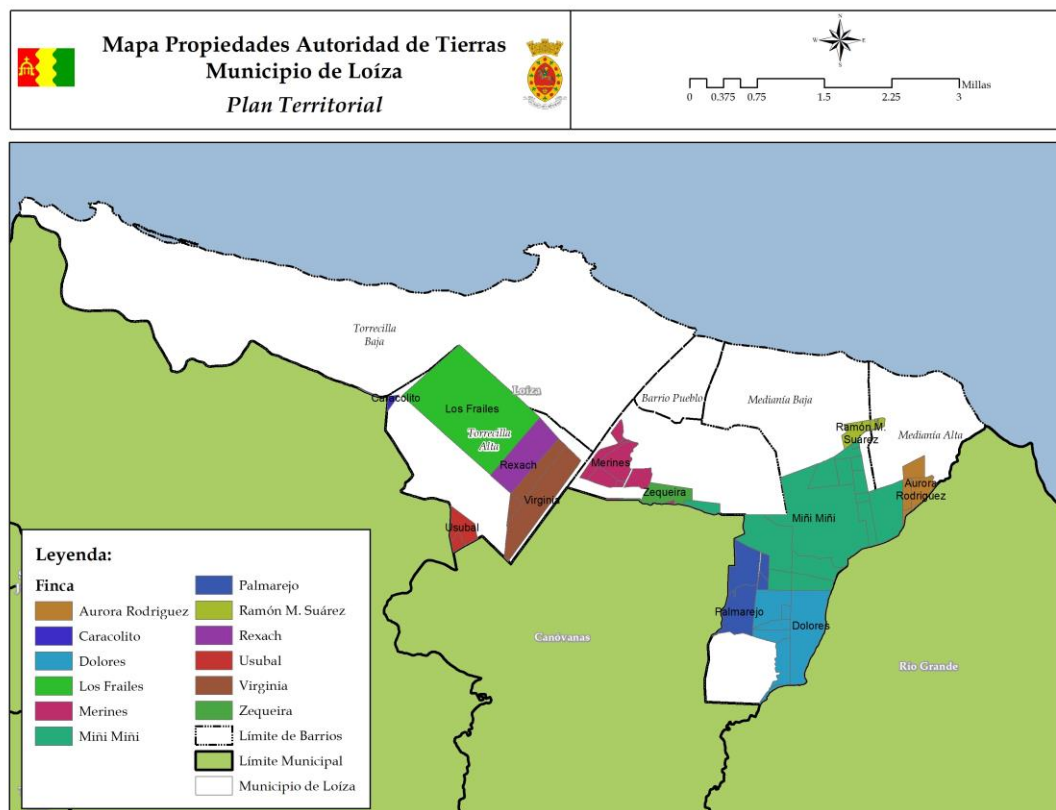 Mapa Propiedades Autoridad de Tierras
Municipio de Loíza
Plan Territorial
N
W
E
S
Millas
0
0.375
0.75
1.5
2.25
3
Torrecilla
Baja
Caracolito
Los Frailes
Loíza
Torrecilla
Alta
Rexach
Virginia
Usubal
Barrio Pueblo
Medianía Baja
Medianía Alta
Ramón M.
Suárez
Merines
Zequeira
Aurora
Rodriguez
Miñi Miñi
Palmarejo
Dolores
Canóvanas
Río Grande
Leyenda:
Finca
Aurora Rodriguez
Caracolito
Dolores
Los Frailes
Merines
Miñi Miñi
Palmarejo
Ramón M. Suárez
Rexach
Usubal
Virginia
Zequeira
Límite de Barrios
Límite Municipal
Municipio de Loíza